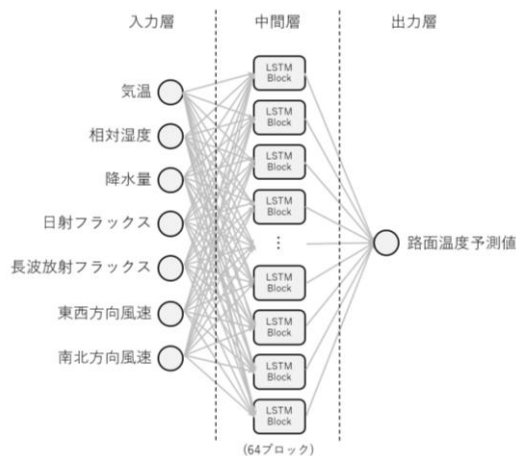 入力層
中間層
出力層
気温
相対湿度
降水量
日射フラックス
長波放射フラックス
東西方向風速
南北方向風速
LSTM
Block
LSTM
Block
LSTM
Block
LSTM
Block
⋮
LSTM
Block
LSTM
Block
LSTM
Block
LSTM
Block
(64ブロック)
路面温度予測値